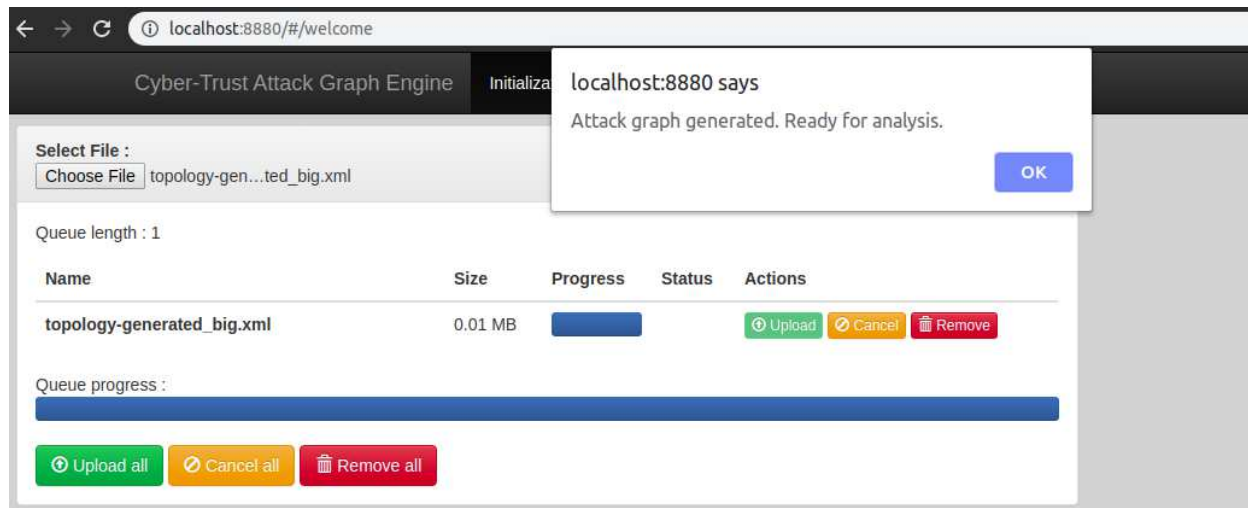 localhost:8880/#/welcome
Cyber-Trust Attack Graph Engine Initializa
localhost:8880 says
Attack graph generated. Ready for analysis.
OK
Select File :
Choose File topology-gen…ted_big.xml
Queue length : 1
Name Size Progress Status Actions
topology-generated_big.xml 0.01 MB Upload Cancel Remove
Queue progress :
Upload all Cancel all Remove all